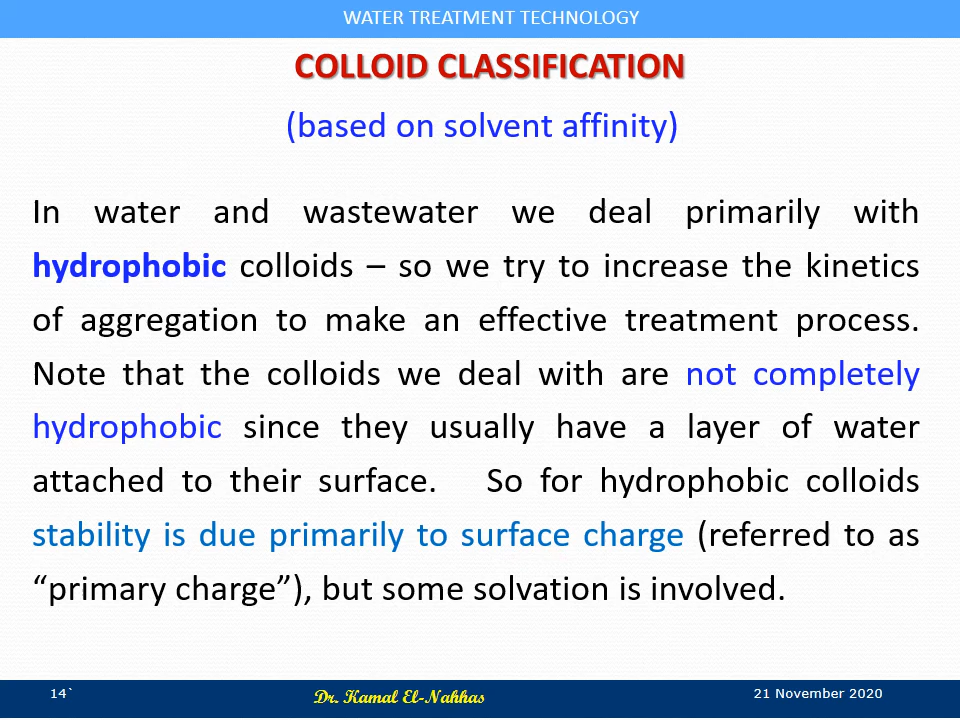 WATER TREATMENT TECHNOLOGY
COLLOID CLASSIFICATION
(based on solvent affinity)
In water and wastewater we deal primarily with
hydrophobic colloids – so we try to increase the kinetics
of aggregation to make an effective treatment process.
Note that the colloids we deal with are not completely
hydrophobic since they usually have a layer of water
attached to their surface. So for hydrophobic colloids
stability is due primarily to surface charge (referred to as
“primary charge”), but some solvation is involved.
14`
Dr. Kamal El-Nahhas
21 November 2020